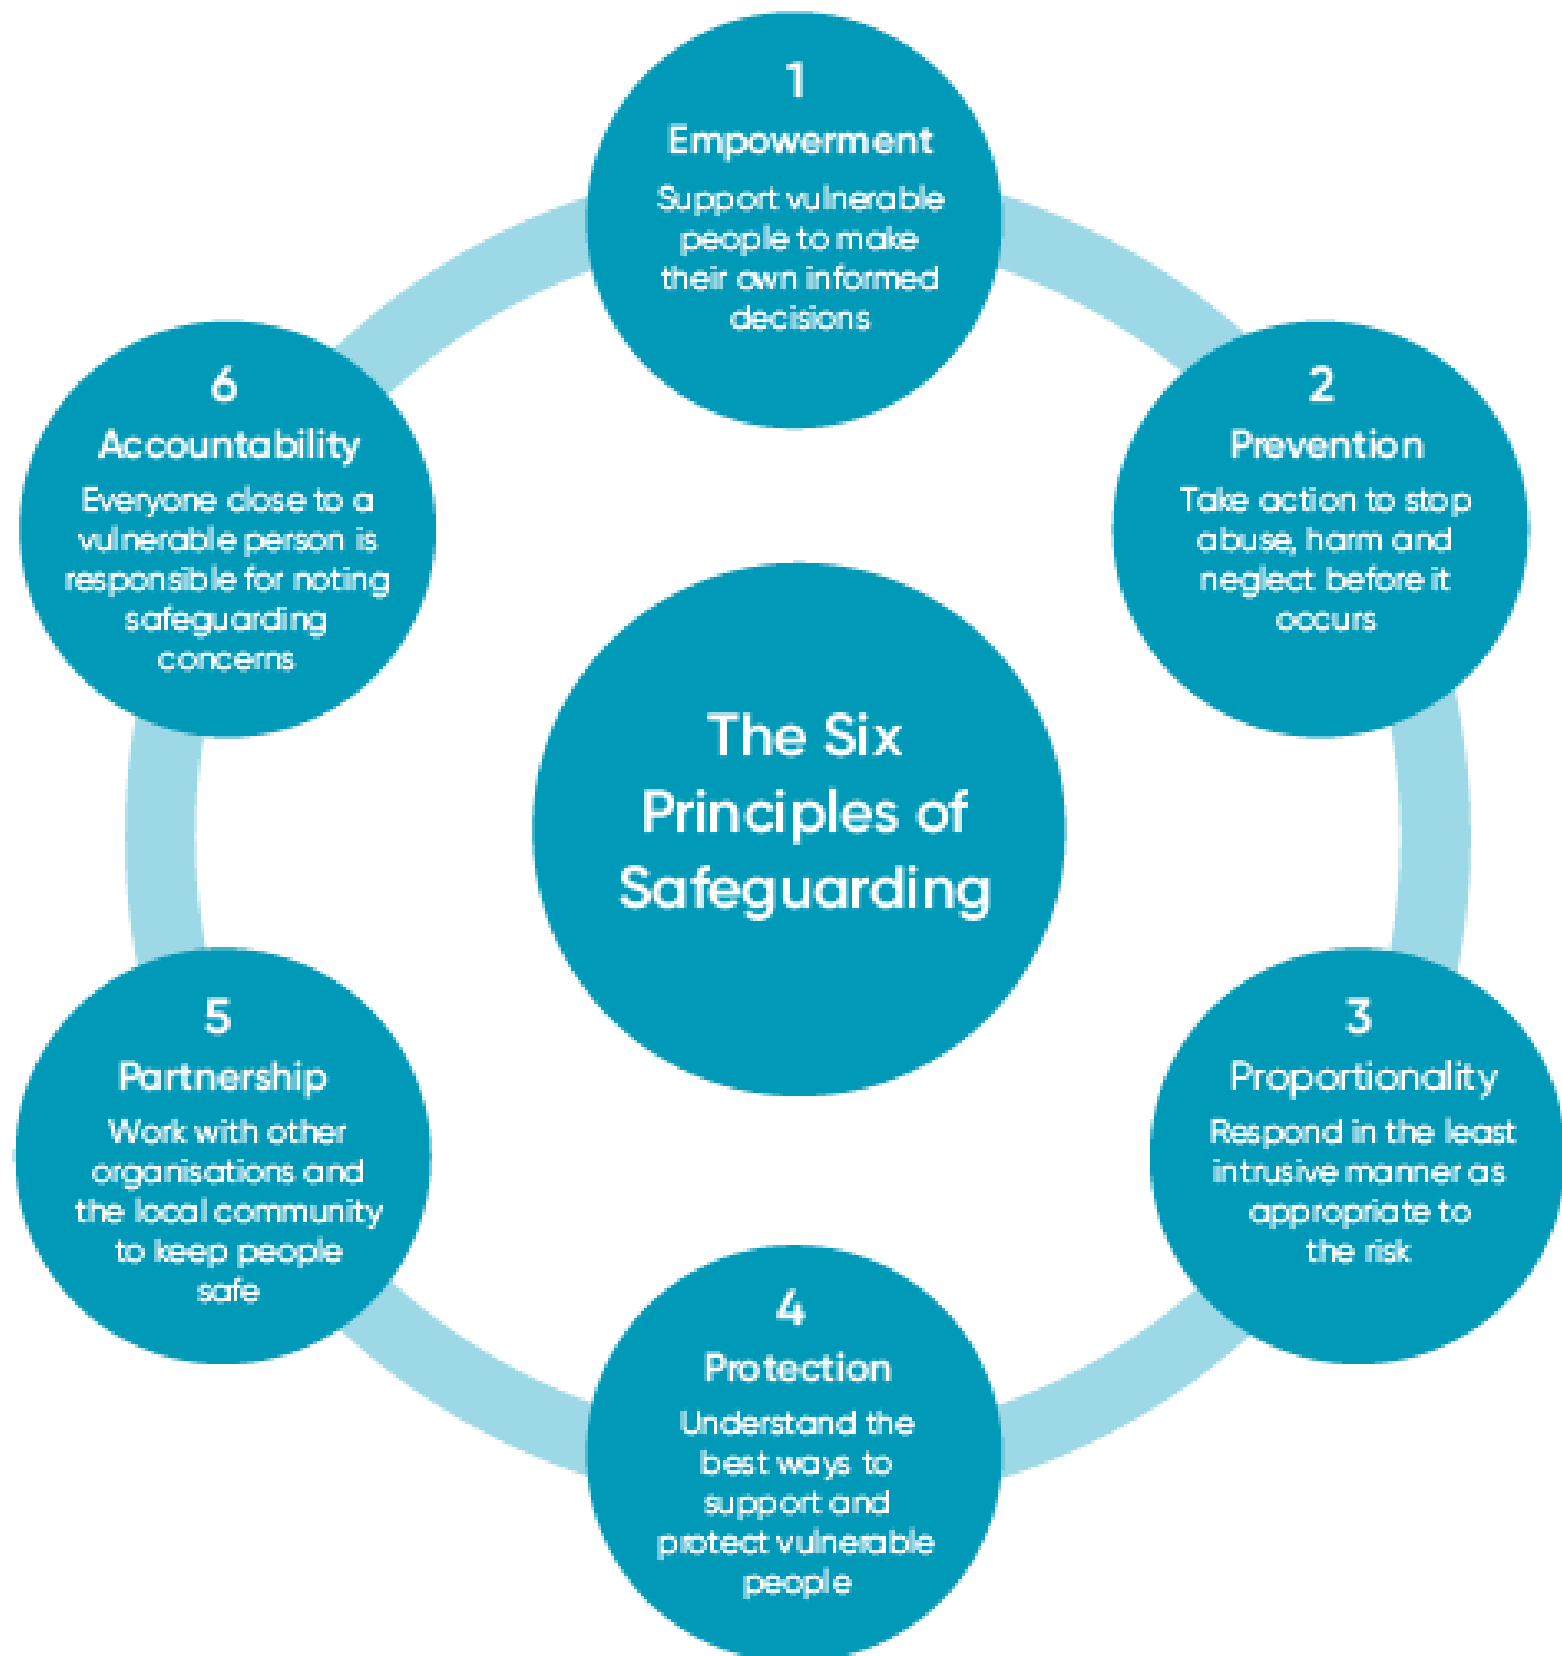 1
Empowerment
Support vulnerable
people to make
their own informed
decisions
2
Prevention
Take action to stop
abuse, harm and
neglect before it
occurs
3
Proportionality
Respond in the least
intrusive manner as
appropriate to
the risk
4
Protection
Understand the
best ways to
support and
protect vulnerable
people
5
Partnership
Work with other
organisations and
the local community
to keep people
safe
6
Accountability
Everyone close to a
vulnerable person is
responsible for noting
safeguarding
concerns
The Six
Principles of
Safeguarding